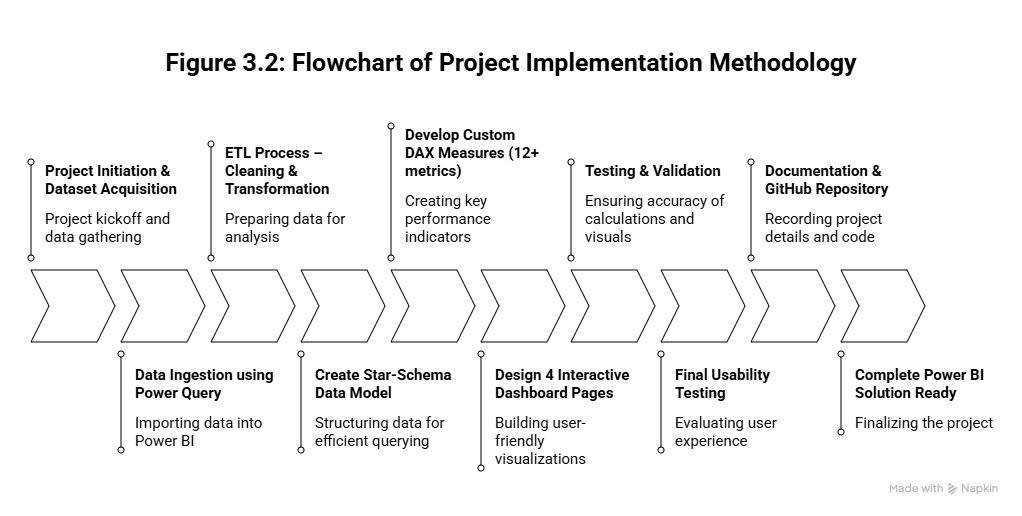 Figure 3.2: Flowchart of Project Implementation Methodology
Project Initiation &
Dataset Acquisition
Project kickoff and
data gathering
ETL Process –
Cleaning &
Transformation
Preparing data for
analysis
Develop Custom
DAX Measures (12+
metrics)
Creating key
performance
indicators
Testing & Validation
Ensuring accuracy of
calculations and
visuals
Documentation &
GitHub Repository
Recording project
details and code
Data Ingestion using
Power Query
Importing data into
Power BI
Create Star-Schema
Data Model
Structuring data for
efficient querying
Design 4 Interactive
Dashboard Pages
Building user-
friendly
visualizations
Final Usability
Testing
Evaluating user
experience
Complete Power BI
Solution Ready
Finalizing the project
Made with Napkin